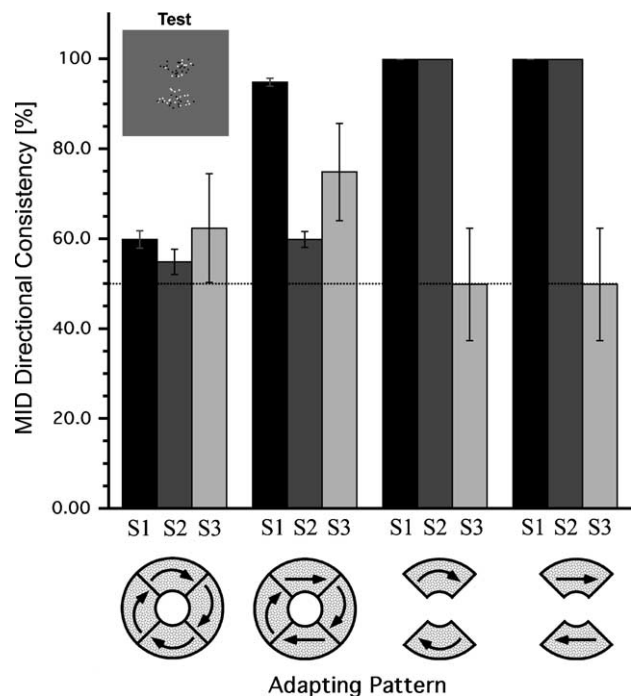 Test
MID Directional Consistency [%]
100
80.0
60.0
40.0
20.0
0.00
S1 S2 S3 S1 S2 S3 S1 S2 S3 S1 S2 S3
Adapting Pattern